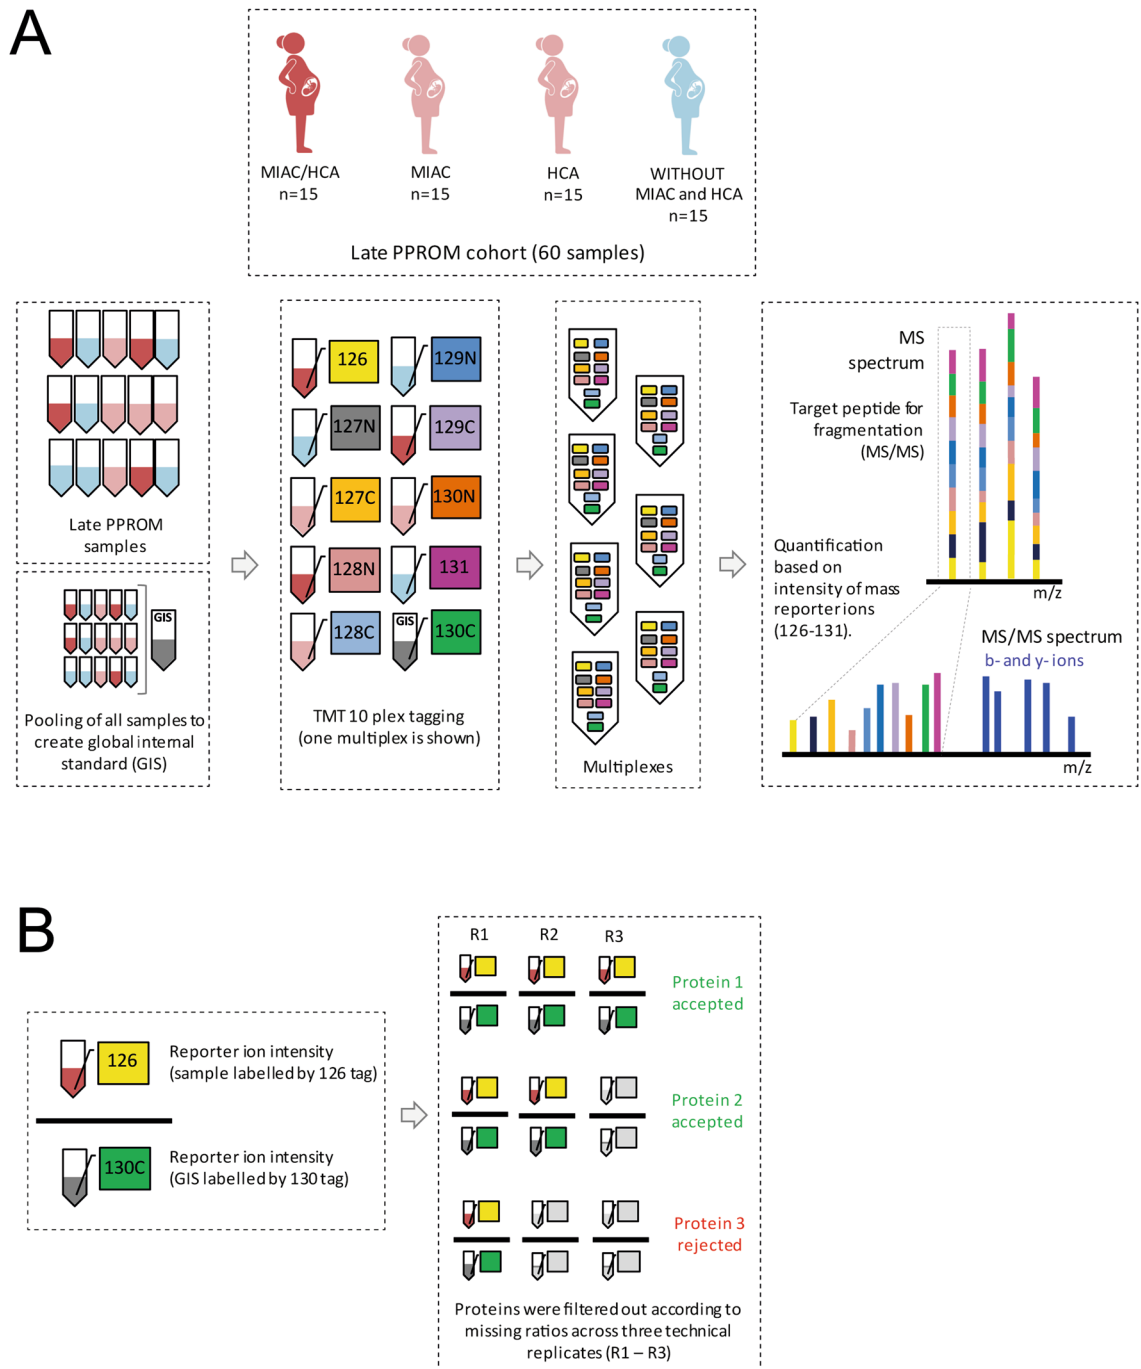 A
MIAC/HCA
n=15
MIAC
n=15
HCA
n=15
WITHOUT
MIAC and HCA
n=15
Late PPROM cohort (60 samples)
Late PPROM
samples
GIS
Pooling of all samples to
create global internal
standard (GIS)
126
129N
127N
129C
127C
130N
128N
131
128C
GIS
130C
TMT 10 plex tagging
(one multiplex is shown)
Multiplexes
MS
spectrum
Target peptide for
fragmentation
(MS/MS)
Quantification
based on
intensity of mass
reporter ions
(126-131).
m/z
MS/MS spectrum
b- and y- ions
m/z
B
126
Reporter ion intensity
(sample labelled by 126 tag)
130C
Reporter ion intensity
(GIS labelled by 130 tag)
R1
R2
R3
Protein 1
accepted
Protein 2
accepted
Protein 3
rejected
Proteins were filtered out according to
missing ratios across three technical
replicates (R1 – R3)